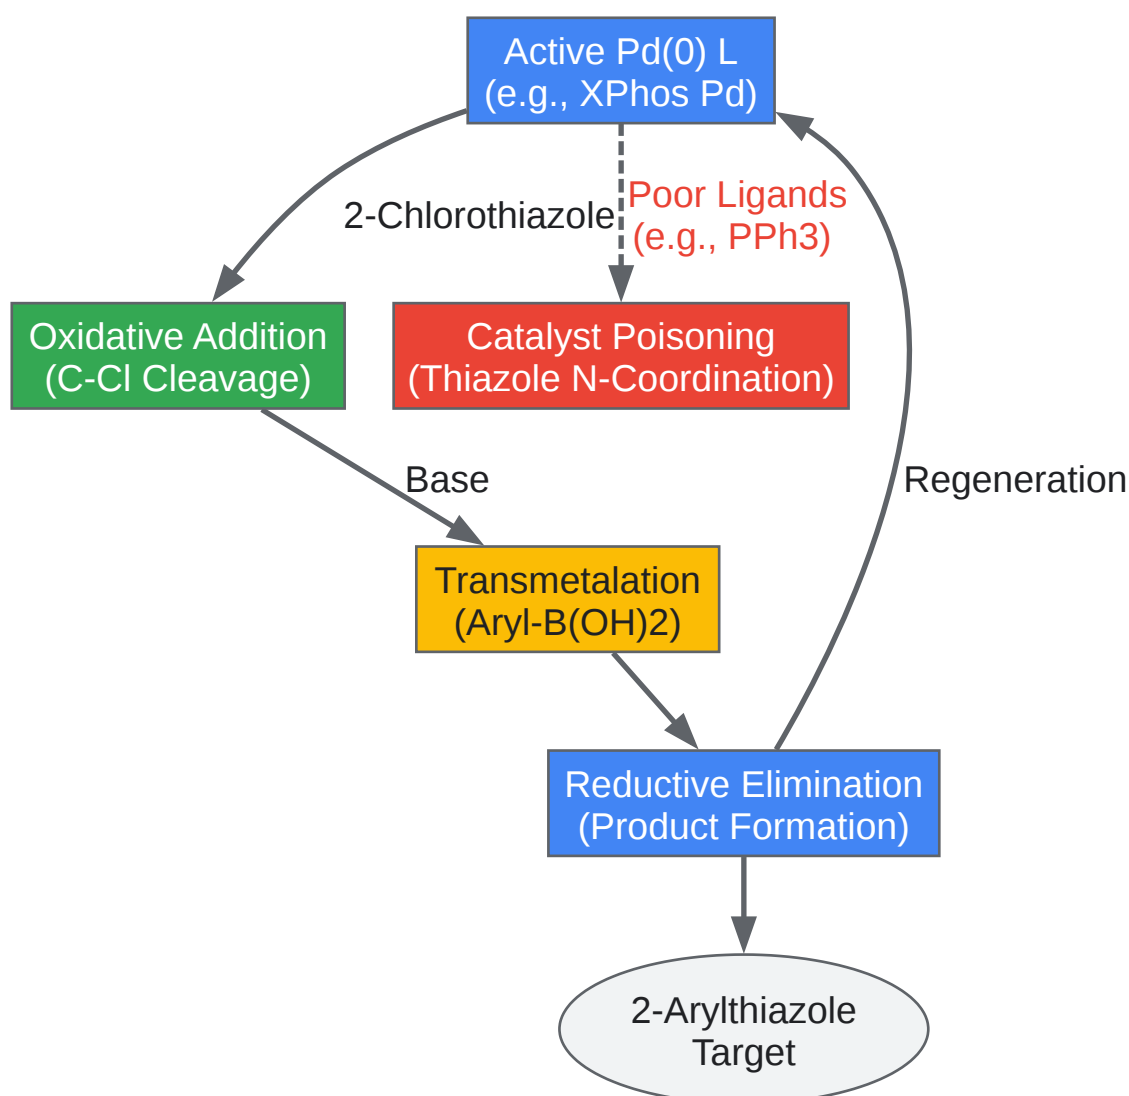 Active Pd(0) L
(e.g., XPhos Pd)
2-Chlorothiazole
Poor Ligands
(e.g., PPh3)
Oxidative Addition
(C-Cl Cleavage)
Catalyst Poisoning
(Thiazole N-Coordination)
Base
Regeneration
Transmetalation
(Aryl-B(OH)2)
Reductive Elimination
(Product Formation)
2-Arylthiazole
Target